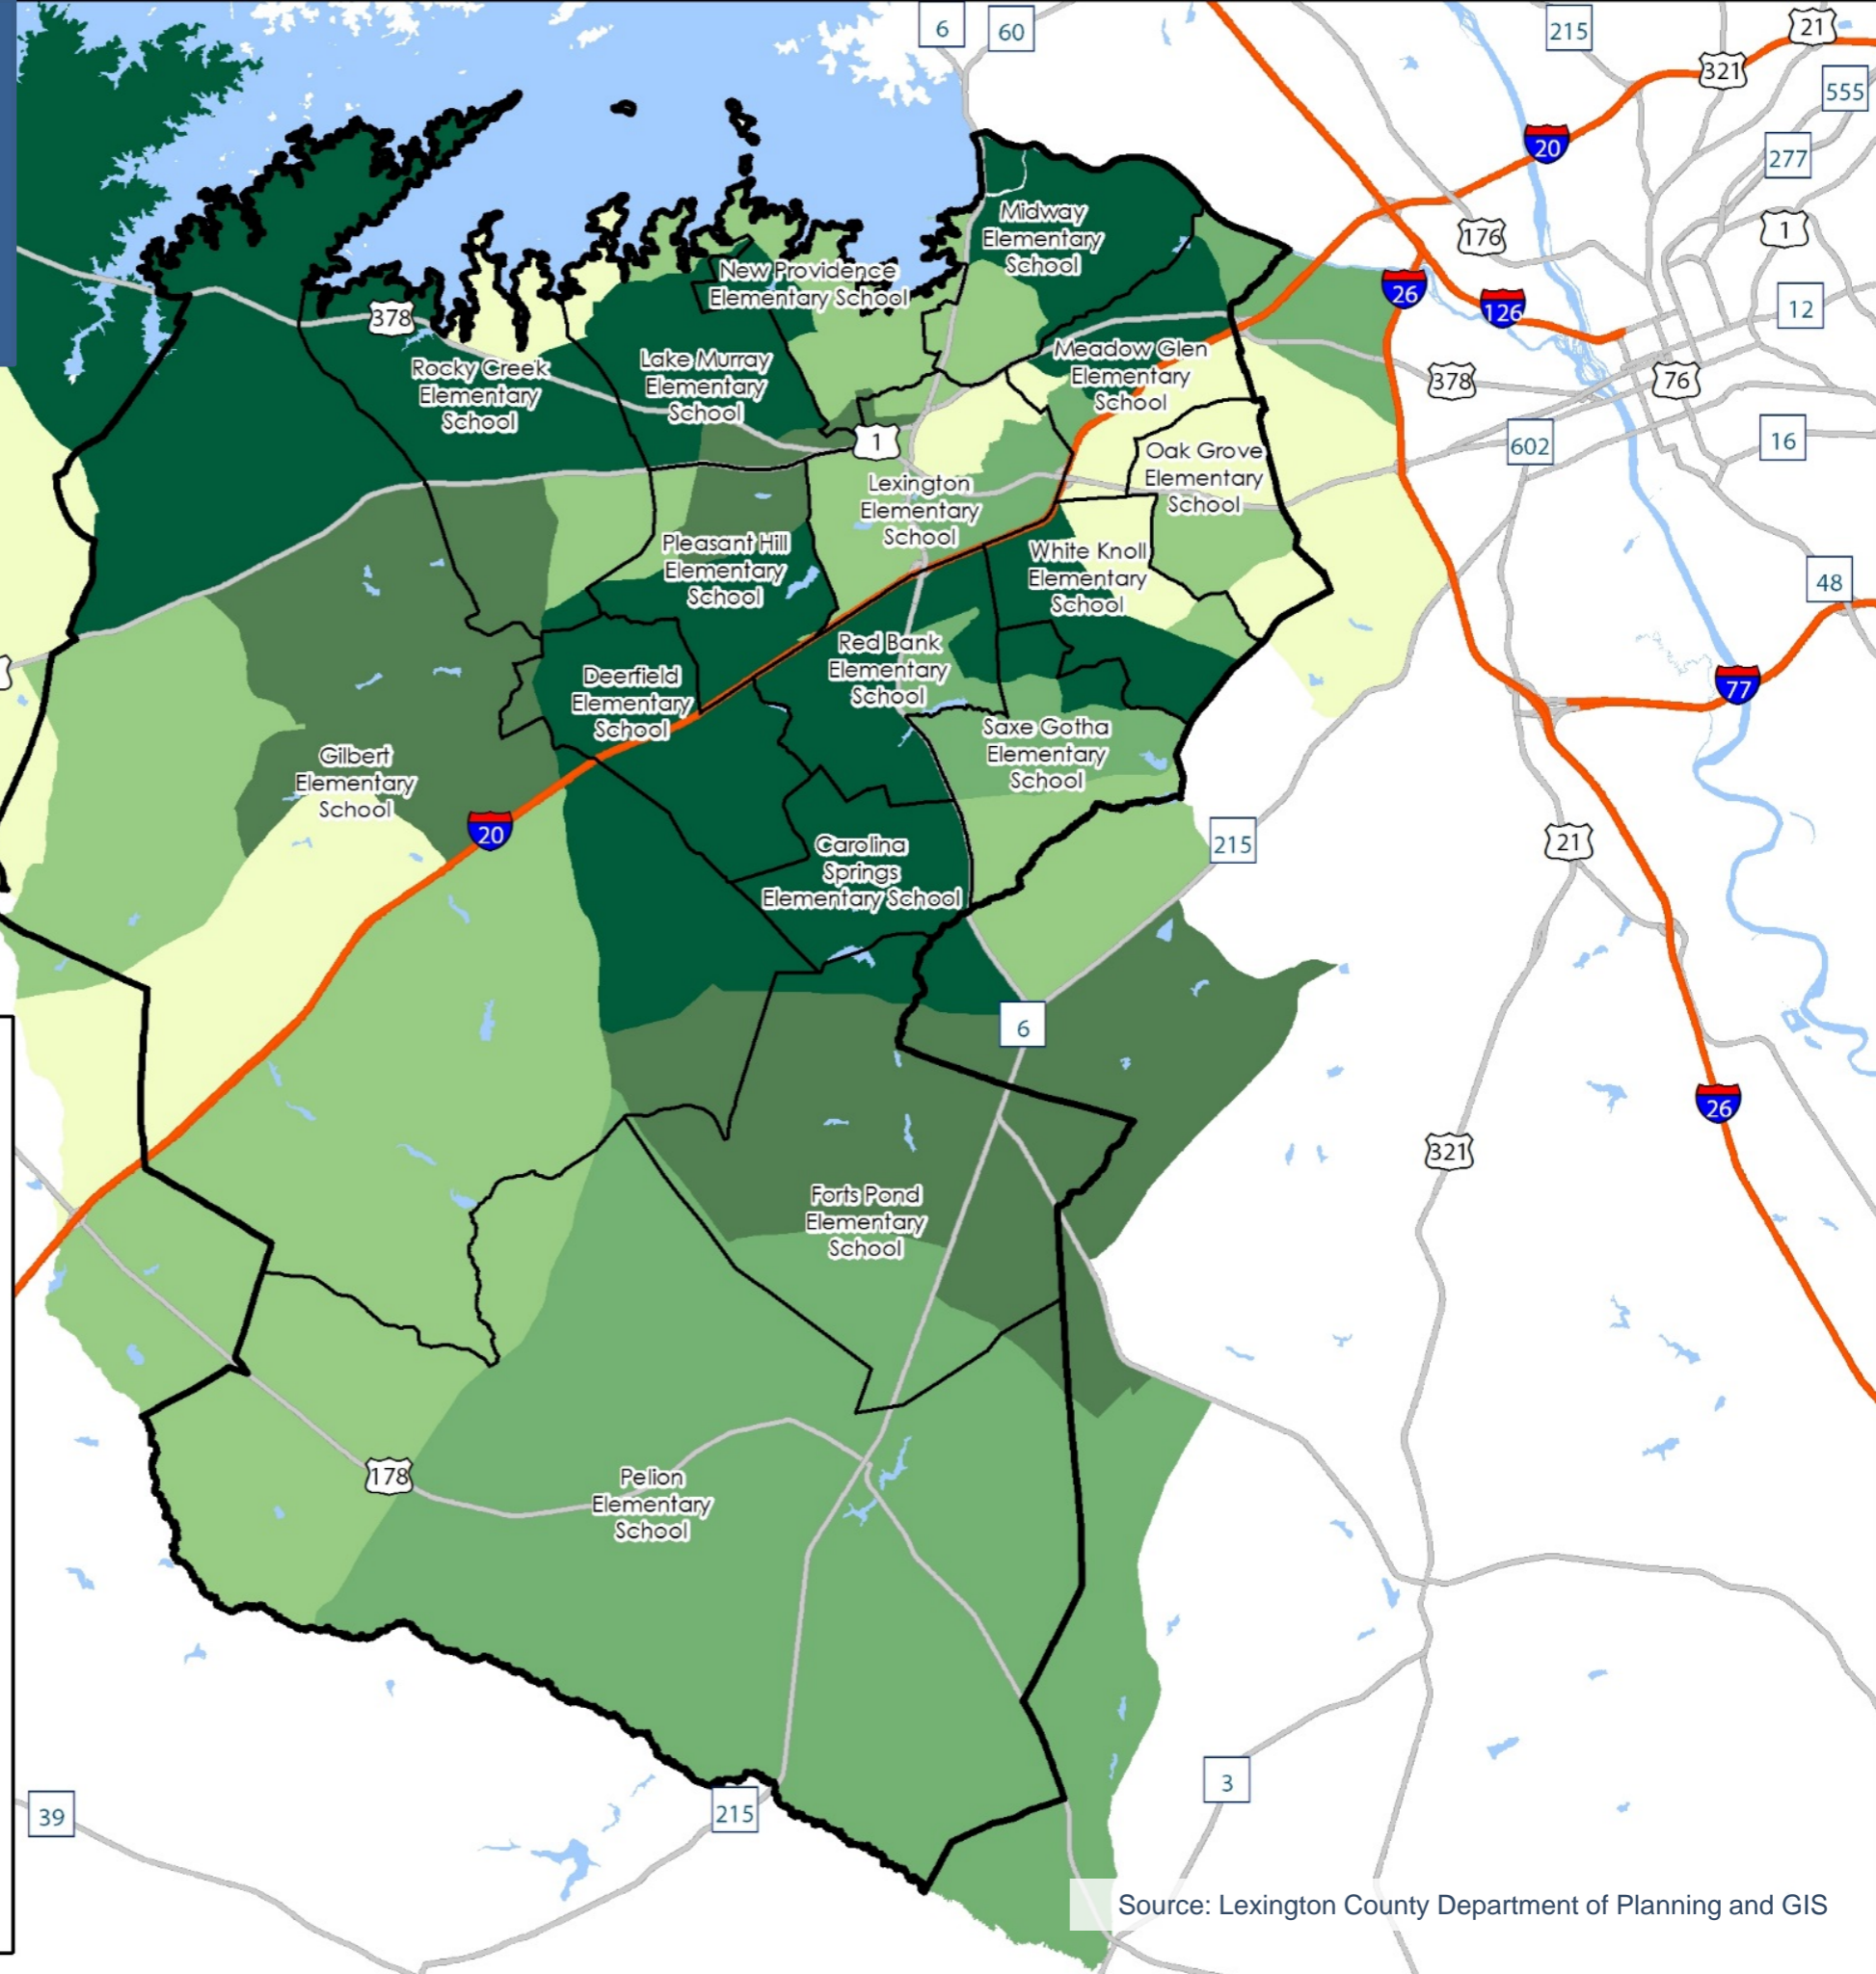 6
60
215
21
321
555
20
277
Midway
Elementary
School
176
1
New Providence
Elementary School
26
126
12
378
Rocky Creek
Elementary
School
Lake Murray
Elementary
School
Meadow Glen
Elementary
School
378
76
1
602
16
Oak Grove
Elementary
School
Lexington
Elementary
School
Pleasant Hill
Elementary
School
White Knoll
Elementary
School
48
Red Bank
Elementary
School
Deerfield
Elementary
School
77
Saxe Gotha
Elementary
School
Gilbert
Elementary
School
20
Carolina
Springs
Elementary School
215
21
6
26
321
Forts Pond
Elementary
School
178
Pelion
Elementary
School
3
39
215
Source: Lexington County Department of Planning and GIS